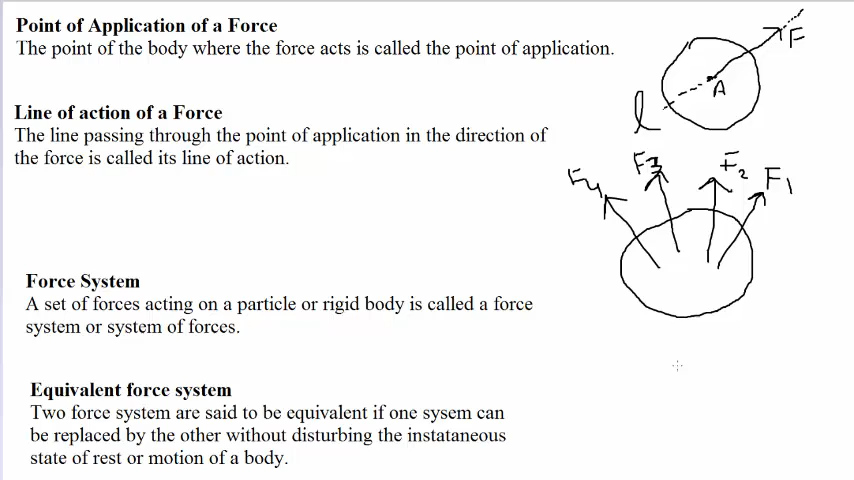 Point of Application of a Force
The point of the body where the force acts is called the point of application.
F
A
l
Line of action of a Force
The line passing through the point of application in the direction of
the force is called its line of action.
F4
F3
F2
F1
Force System
A set of forces acting on a particle or rigid body is called a force
system or system of forces.
Equivalent force system
Two force system are said to be equivalent if one sysem can
be replaced by the other without disturbing the instataneous
state of rest or motion of a body.